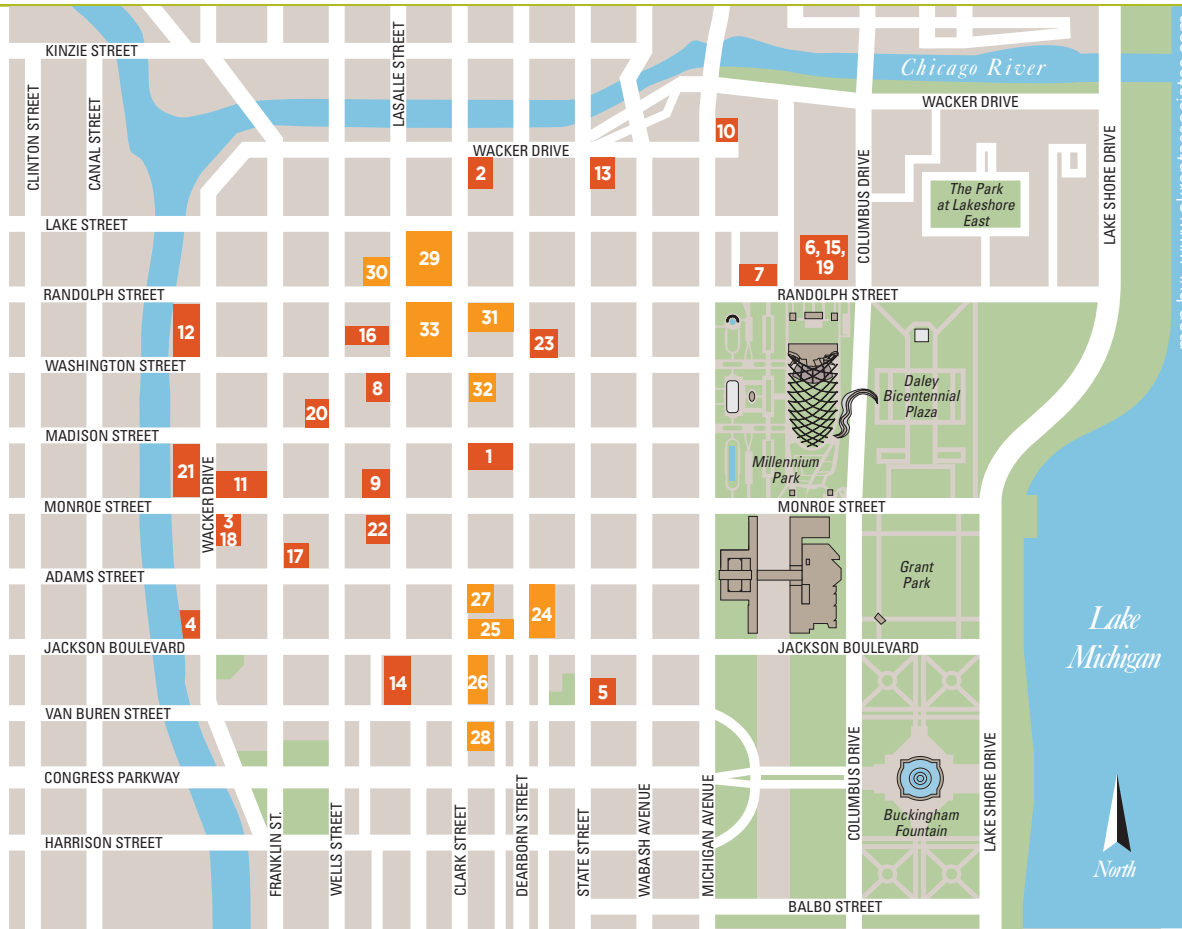 KINZIE STREET
LASALLE STREET
Chicago River
CLINTON STREET
CANAL STREET
WACKER DRIVE
WACKER DRIVE
10
2
13
COLUMBUS DRIVE
LAKE SHORE DRIVE
The Park
at Lakeshore
East
LAKE STREET
30
29
7
6, 15,
19
RANDOLPH STREET
RANDOLPH STREET
12
16
33
31
23
WASHINGTON STREET
8
32
20
Daley
Bicentennial
Plaza
MADISON STREET
21
WACKER DRIVE
11
9
1
Millennium
Park
MONROE STREET
MONROE STREET
3
18
22
17
ADAMS STREET
Grant
Park
27
24
4
25
JACKSON BOULEVARD
JACKSON BOULEVARD
Lake
Michigan
14
26
5
VAN BUREN STREET
28
CONGRESS PARKWAY
COLUMBUS DRIVE
LAKE SHORE DRIVE
Buckingham
Fountain
HARRISON STREET
FRANKLIN ST.
WELLS STREET
CLARK STREET
DEARBORN STREET
STATE STREET
WABASH AVENUE
MICHIGAN AVENUE
North
BALBO STREET